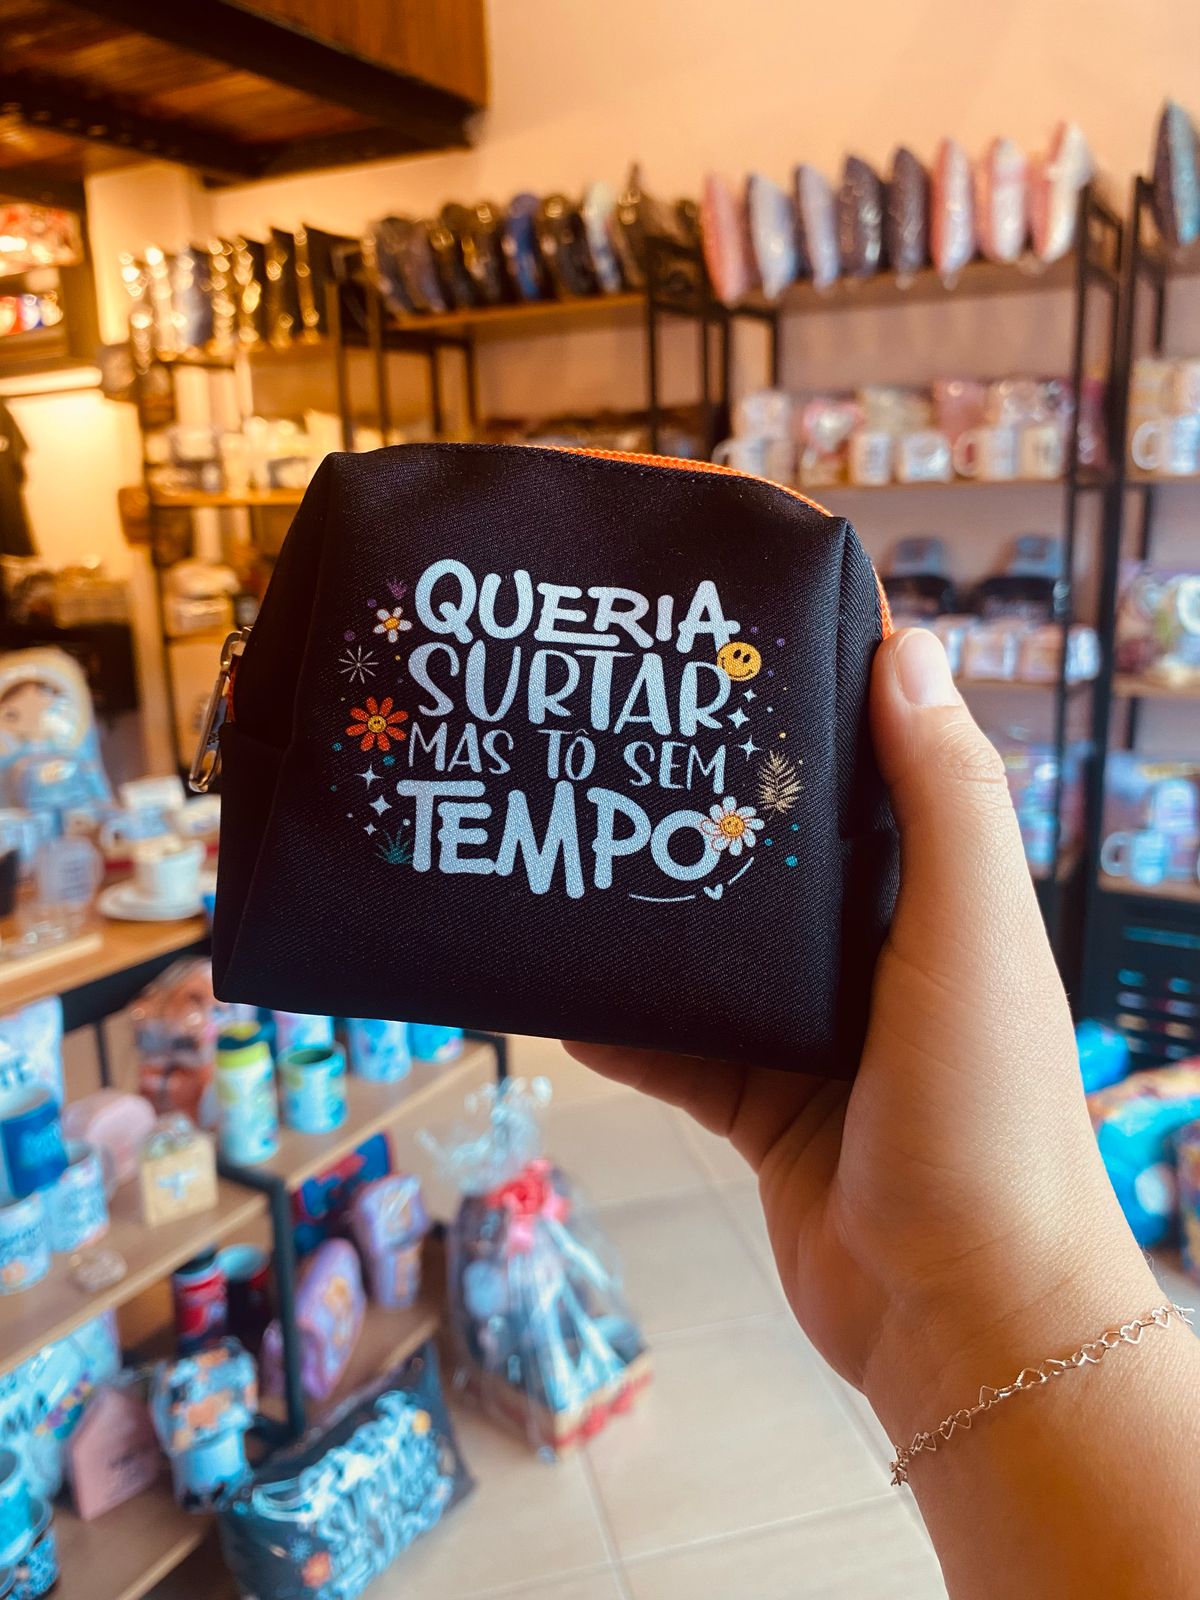 QUERIA
SURTAR
MAS TÔ SEM
TEMPO